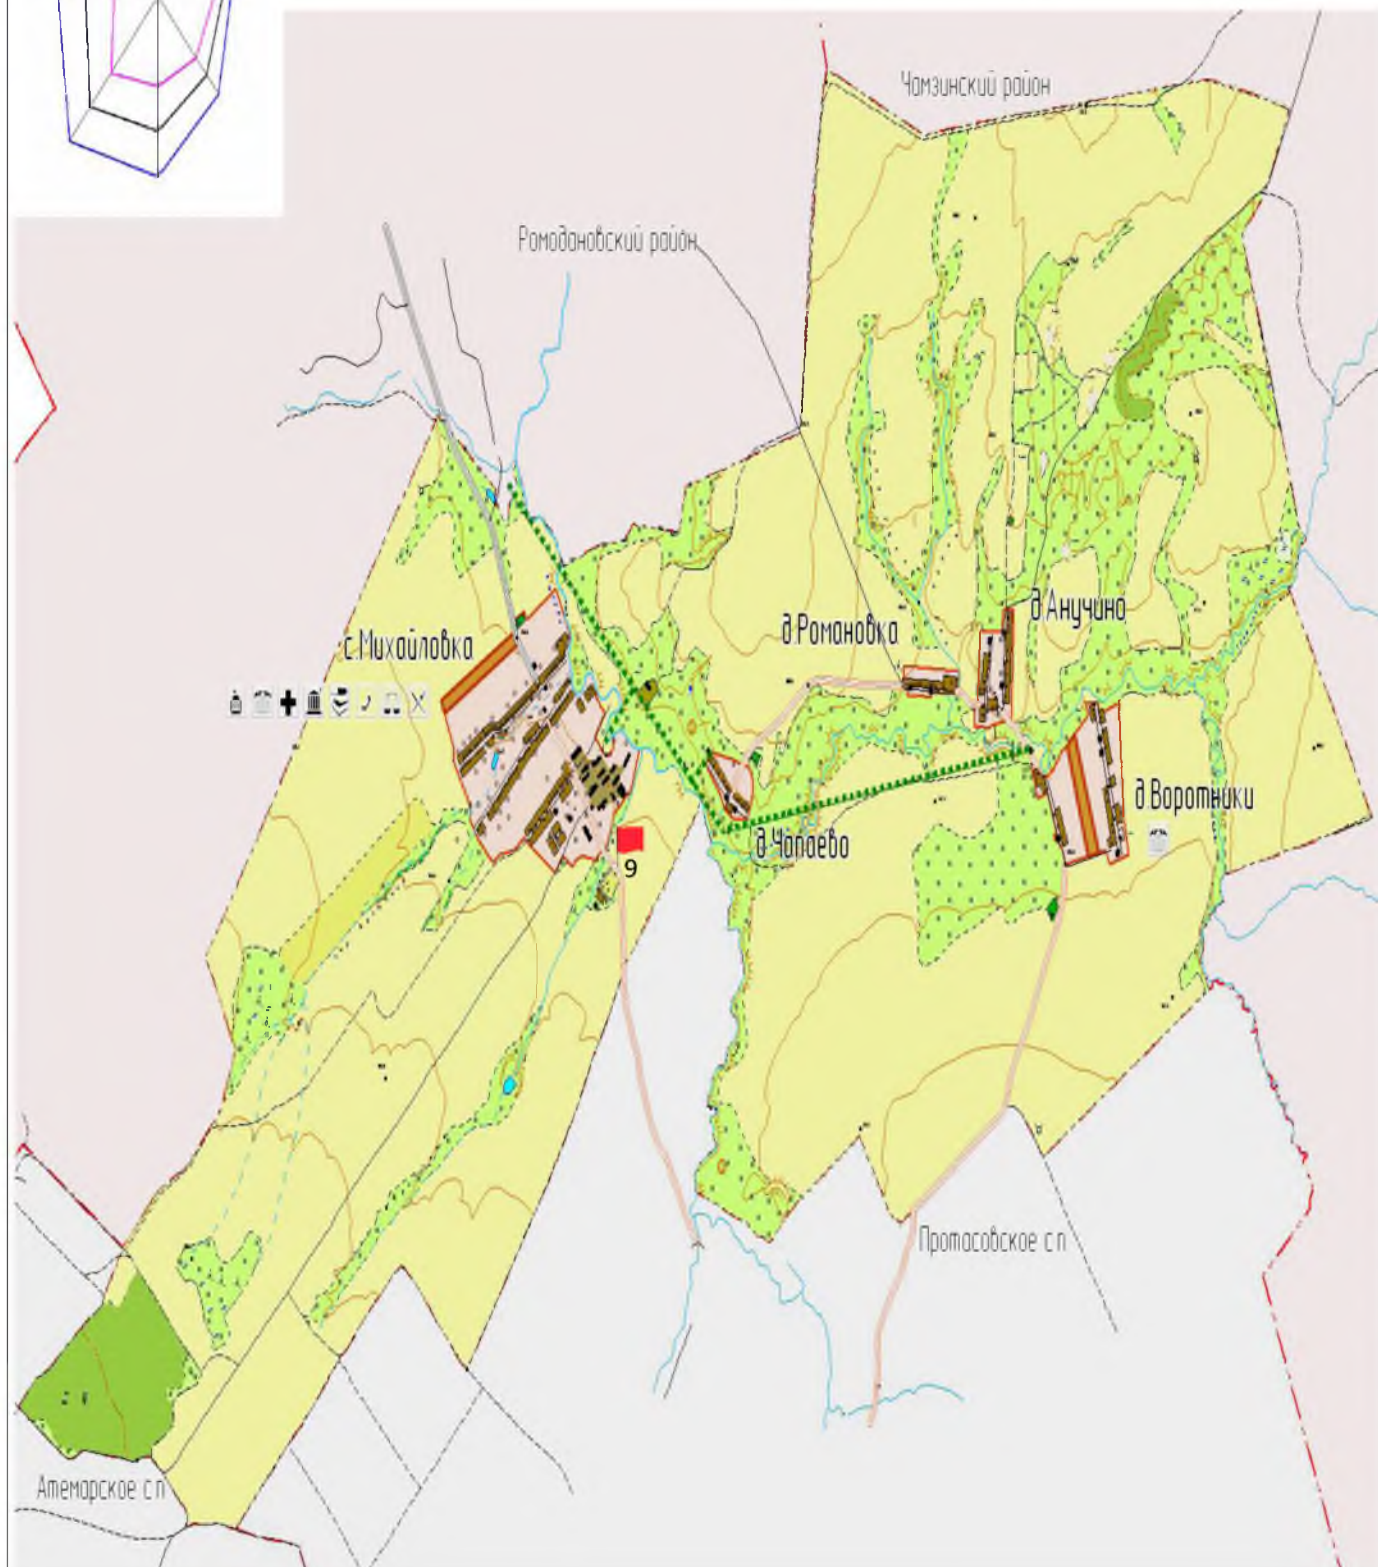 Чамзинский район
Ромодановский район
д.Анучино
д.Романовка
с.Михайловка
д.Воротники
д.Чапаево
9
Протасовское с п
Атемарское с п